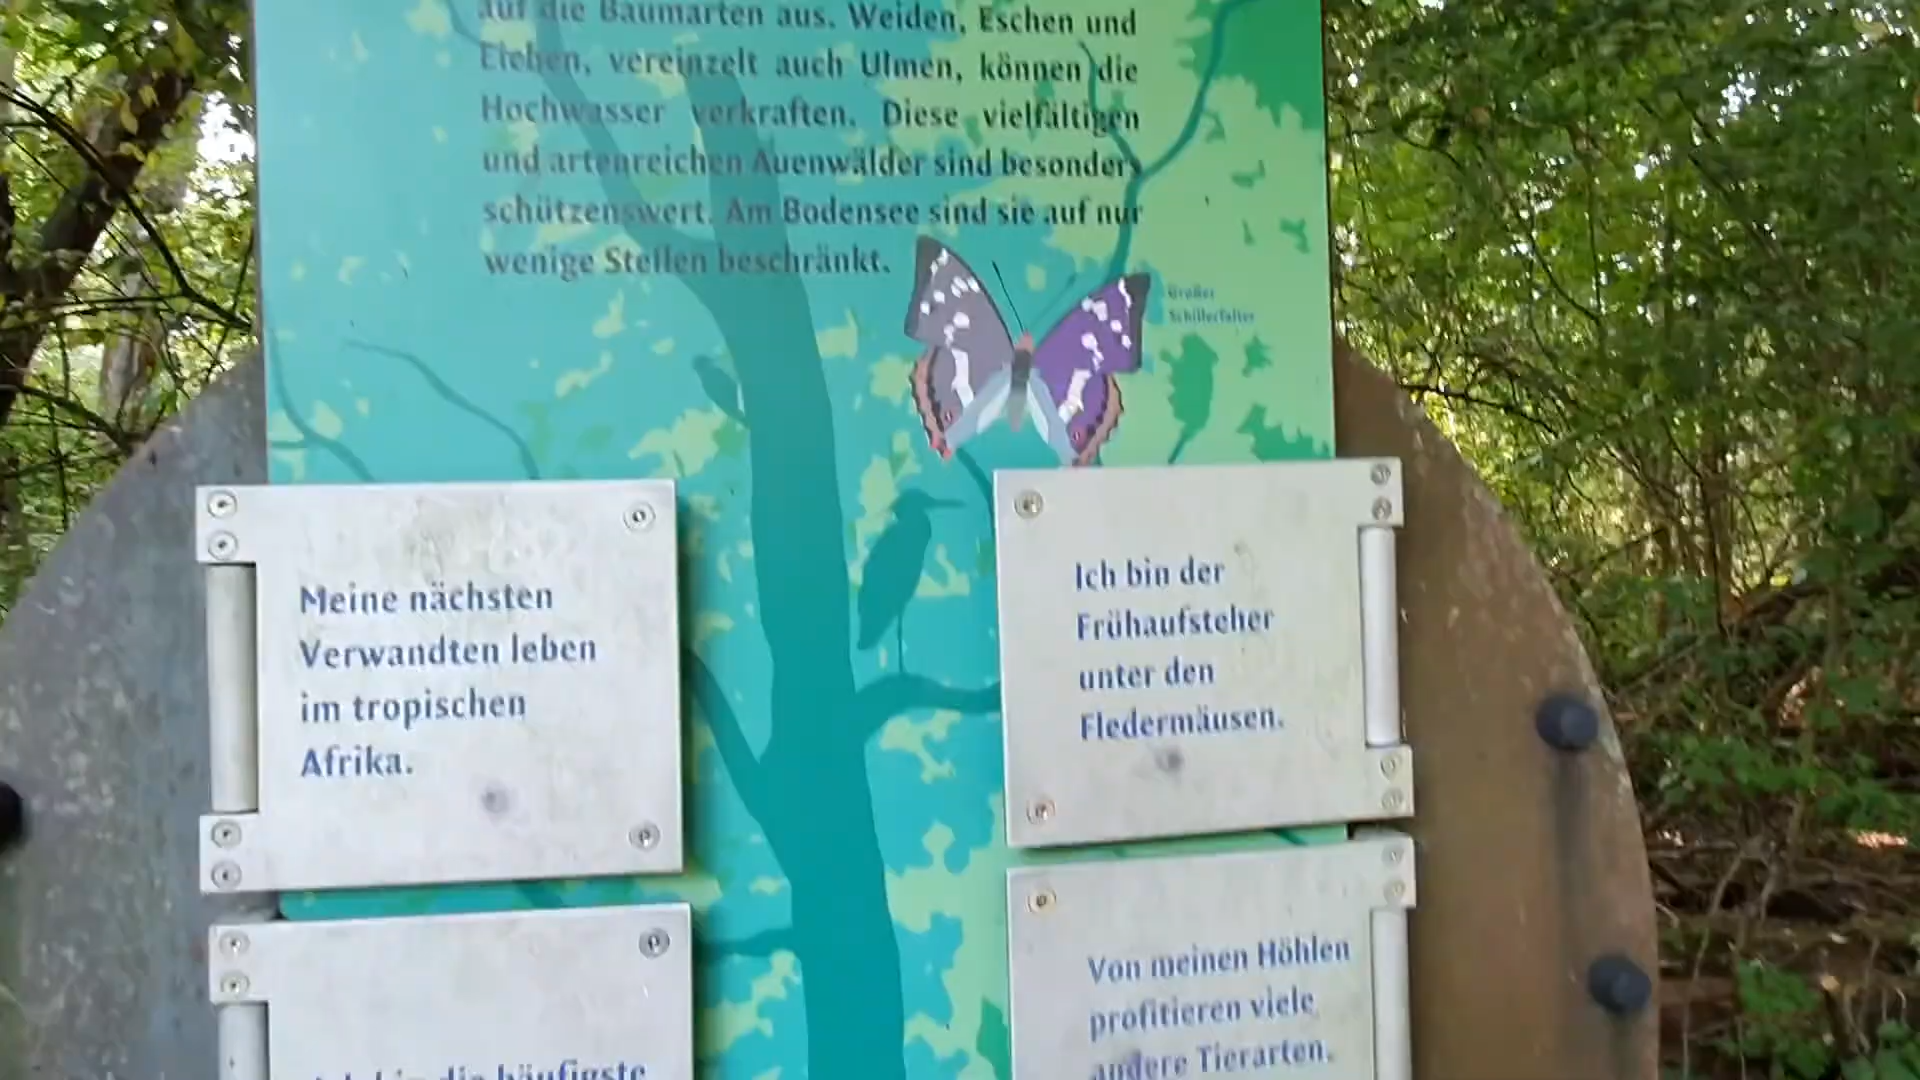 auf die Baumarten aus. Weiden, Eschen und
Eichen, vereinzelt auch Ulmen, können die
Hochwasser verkraften. Diese vielfältigen
und artenreichen Auenwälder sind besonders
schützenswert. Am Bodensee sind sie auf nur
wenige Stellen beschränkt.
Großer
Schillerfalter
Meine nächsten
Verwandten leben
im tropischen
Afrika.
Ich bin der
Frühaufsteher
unter den
Fledermäusen.
Von meinen Höhlen
profitieren viele
andere Tierarten.
Ich bin die häufigste